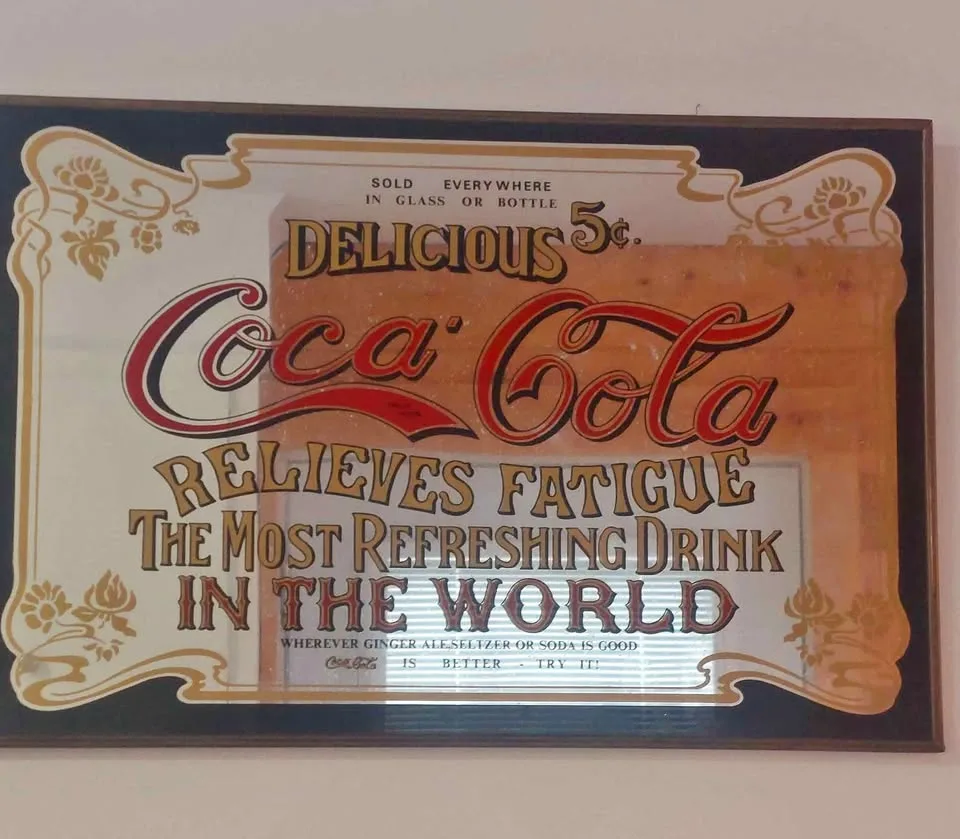 SOLD EVERYWHERE
IN GLASS OR BOTTLE
DELICIOUS 5¢.
Coca-Cola
RELIEVES FATIGUE
THE MOST REFRESHING DRINK
IN THE WORLD
WHEREVER GINGER ALE,SELTZER OR SODA IS GOOD
Coca-Cola IS BETTER - TRY IT!